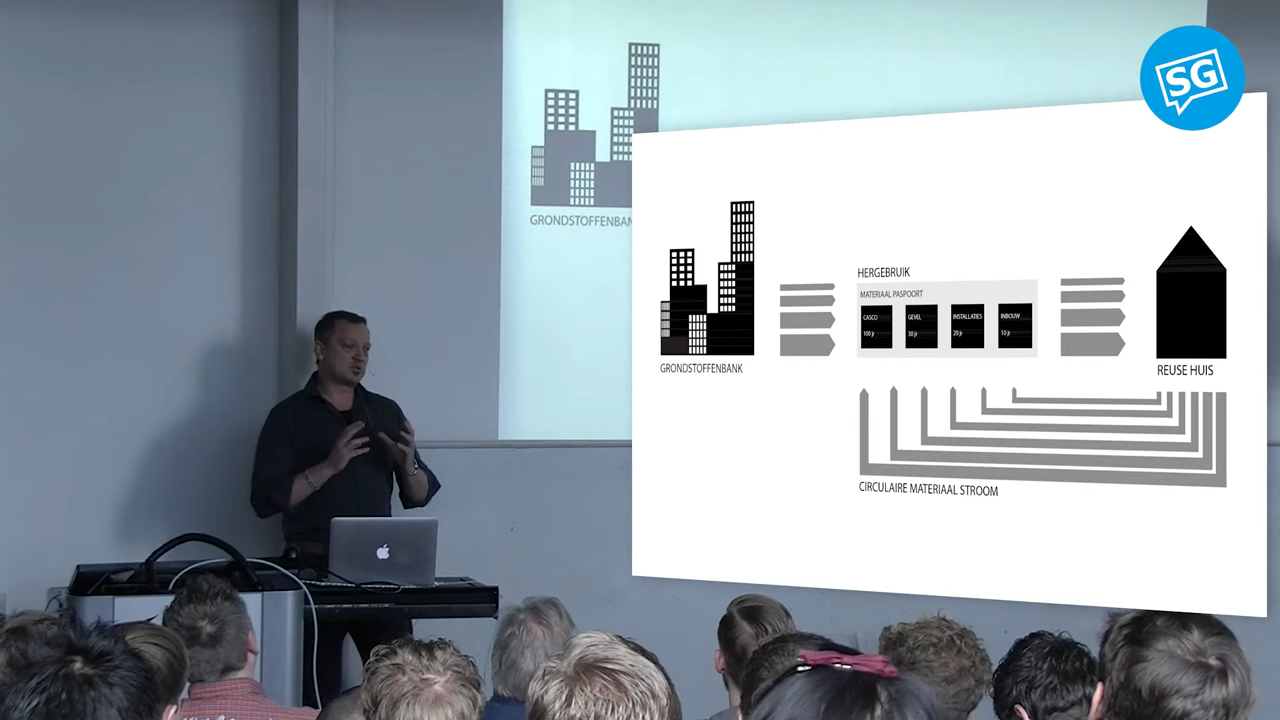 SG
GRONDSTOFFENBAN
HERGEBRUIK
MATERIAAL PASPOORT
CASCO
100 jr
GEVEL
30 jr
INSTALLATIES
20 jr
INBOUW
10 jr
GRONDSTOFFENBANK
REUSE HUIS
CIRCULAIRE MATERIAAL STROOM